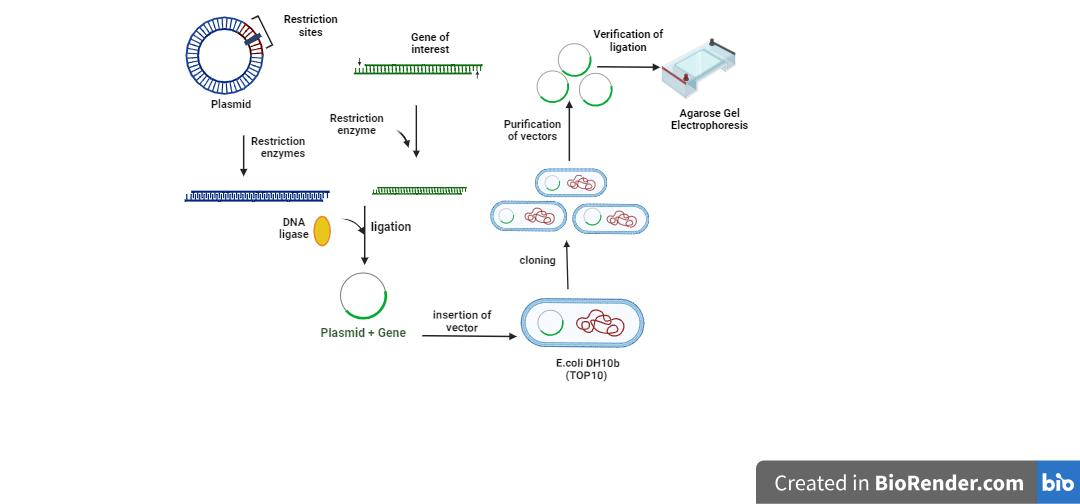 Restriction
sites
Gene of
interest
Plasmid
Restriction
enzymes
Restriction
enzyme
DNA
ligase
ligation
Plasmid + Gene
insertion of
vector
E.coli DH10b
(TOP10)
cloning
Purification
of vectors
Verification of
ligation
Agarose Gel
Electrophoresis
Created in BioRender.com bio